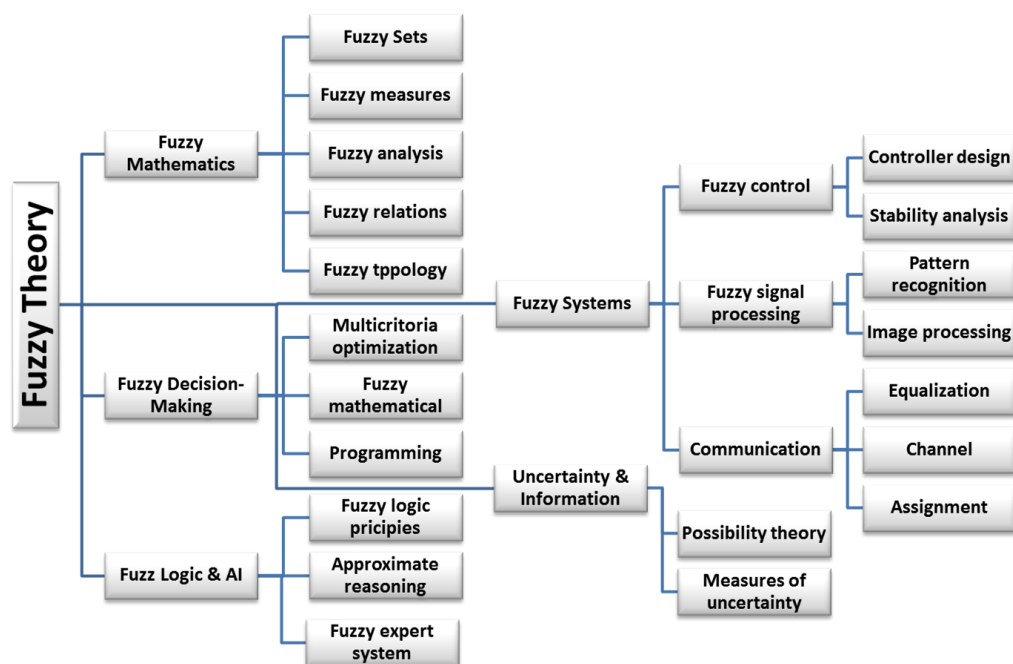 Fuzzy Theory
Fuzzy
Mathematics
Fuzzy Sets
Fuzzy measures
Fuzzy analysis
Fuzzy relations
Fuzzy tppology
Fuzzy Decision-
Making
Multicritoria
optimization
Fuzzy
mathematical
Programming
Fuzz Logic & AI
Fuzzy logic
pricipies
Approximate
reasoning
Fuzzy expert
system
Fuzzy Systems
Fuzzy control
Controller design
Stability analysis
Fuzzy signal
processing
Pattern
recognition
Image processing
Communication
Equalization
Channel
Assignment
Uncertainty &
Information
Possibility theory
Measures of
uncertainty